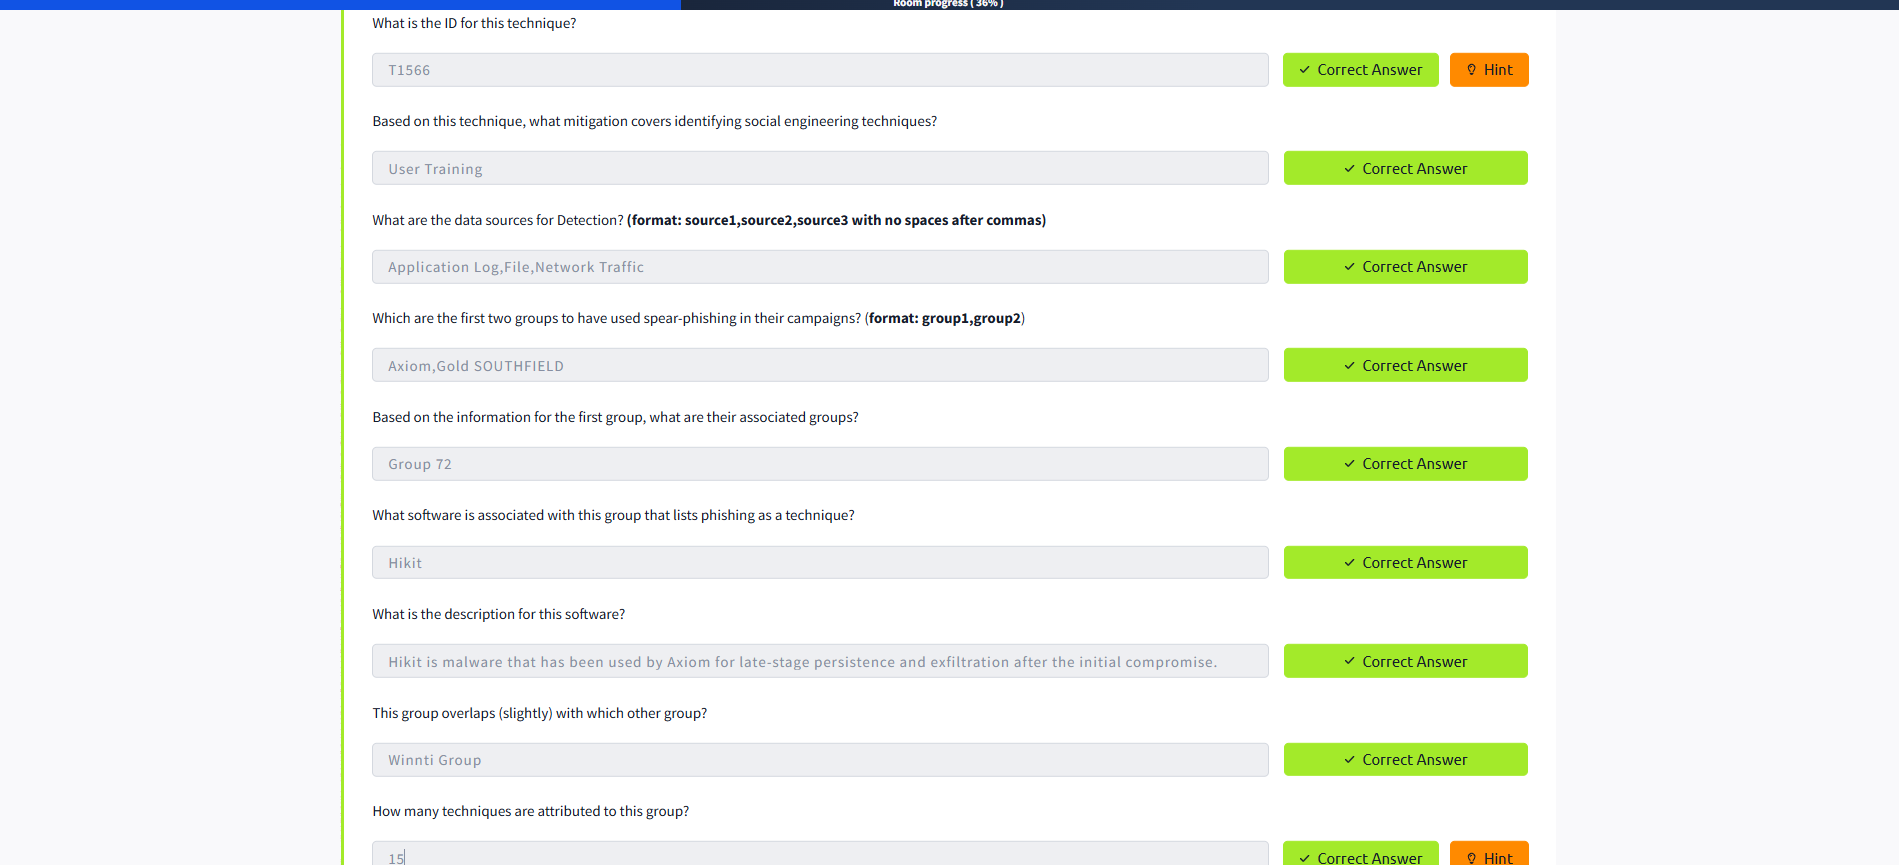 Room progress ( 36% )
What is the ID for this technique?
T1566
Correct Answer
Hint
Based on this technique, what mitigation covers identifying social engineering techniques?
User Training
Correct Answer
What are the data sources for Detection? (format: source1,source2,source3 with no spaces after commas)
Application Log,File,Network Traffic
Correct Answer
Which are the first two groups to have used spear-phishing in their campaigns? (format: group1,group2)
Axiom,Gold SOUTHFIELD
Correct Answer
Based on the information for the first group, what are their associated groups?
Group 72
Correct Answer
What software is associated with this group that lists phishing as a technique?
Hikit
Correct Answer
What is the description for this software?
Hikit is malware that has been used by Axiom for late-stage persistence and exfiltration after the initial compromise.
Correct Answer
This group overlaps (slightly) with which other group?
Winnti Group
Correct Answer
How many techniques are attributed to this group?
15
Correct Answer
Hint